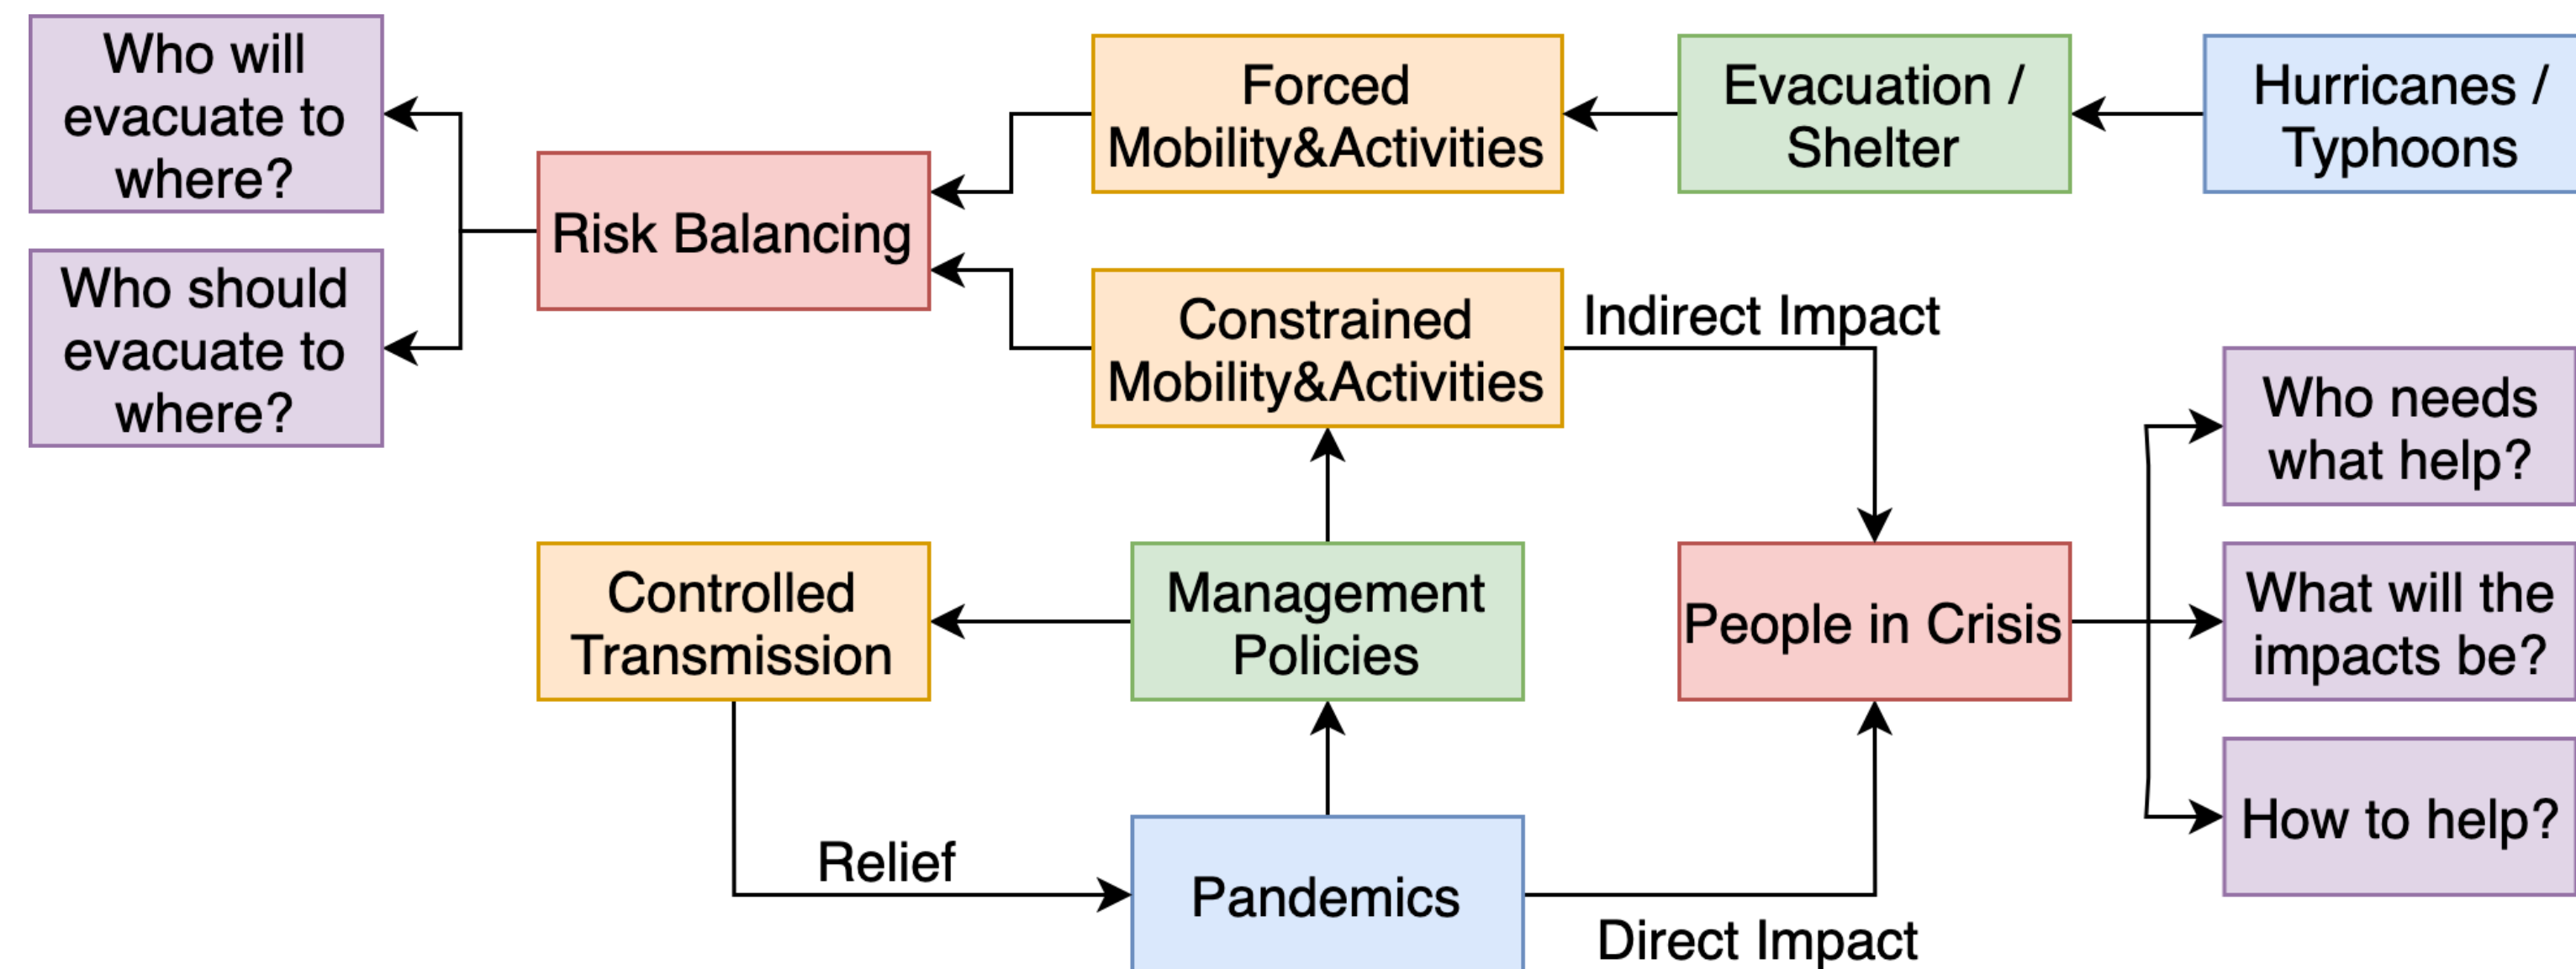 Who will
evacuate to
where?
Forced
Mobility&Activities
Evacuation /
Shelter
Hurricanes /
Typhoons
Risk Balancing
Who should
evacuate to
where?
Constrained
Mobility&Activities
Indirect Impact
Who needs
what help?
Controlled
Transmission
Management
Policies
People in Crisis
What will the
impacts be?
How to help?
Relief
Pandemics
Direct Impact